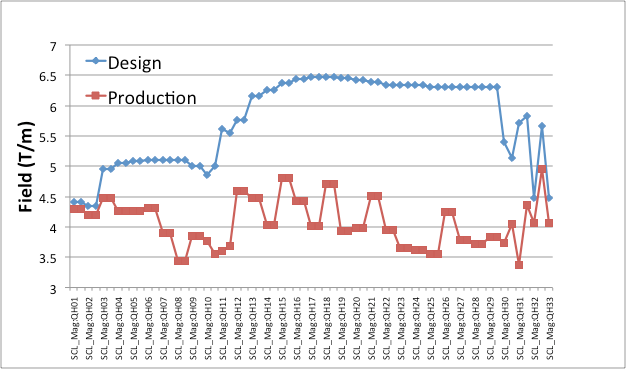 7
6.5
6
5.5
5
4.5
4
3.5
3
Field (T/m)
Design
Production
SCL_Mag:QH01
SCL_Mag:QH02
SCL_Mag:QH03
SCL_Mag:QH04
SCL_Mag:QH05
SCL_Mag:QH06
SCL_Mag:QH07
SCL_Mag:QH08
SCL_Mag:QH09
SCL_Mag:QH10
SCL_Mag:QH11
SCL_Mag:QH12
SCL_Mag:QH13
SCL_Mag:QH14
SCL_Mag:QH15
SCL_Mag:QH16
SCL_Mag:QH17
SCL_Mag:QH18
SCL_Mag:QH19
SCL_Mag:QH20
SCL_Mag:QH21
SCL_Mag:QH22
SCL_Mag:QH23
SCL_Mag:QH24
SCL_Mag:QH25
SCL_Mag:QH26
SCL_Mag:QH27
SCL_Mag:QH28
SCL_Mag:QH29
SCL_Mag:QH30
SCL_Mag:QH31
SCL_Mag:QH32
SCL_Mag:QH33